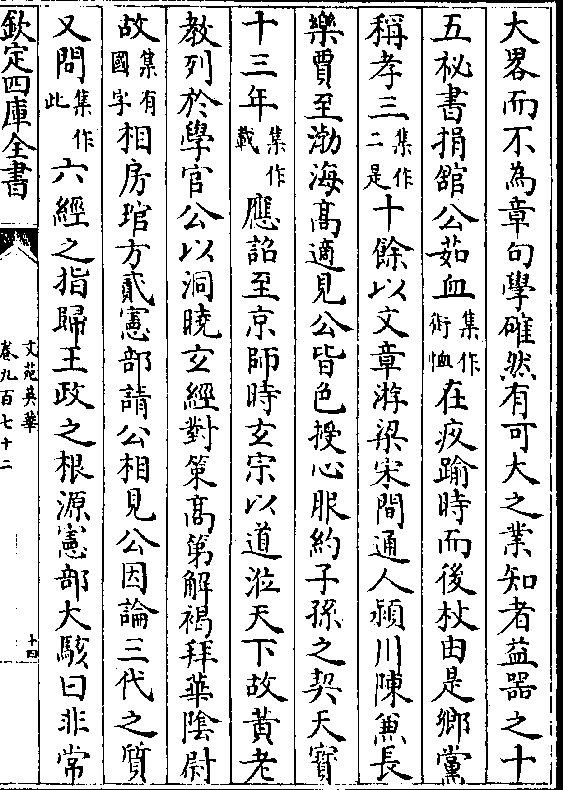 大畧而不為章句學確然有可大之業知者益器之十
五祕書捐舘公茹血集作衘恤在疚踰時而後杖由是鄉黨
稱孝三集作二是十餘以文章游梁宋間通人潁川陳兼長
樂賈至渤海高適見公皆色授心服約子孫之契天寶
十三年集作載應詔至京師時玄宗以道涖天下故黃老
教列於學官公以洞曉玄經對策高第解褐拜華陰尉
故集有國字相房琯方貳憲部請公相見公因論三代之質
又問集作此六經之指歸王政之根源憲部大駭曰非常
欽定四庫全書
文苑英華
卷九百七十二
十四